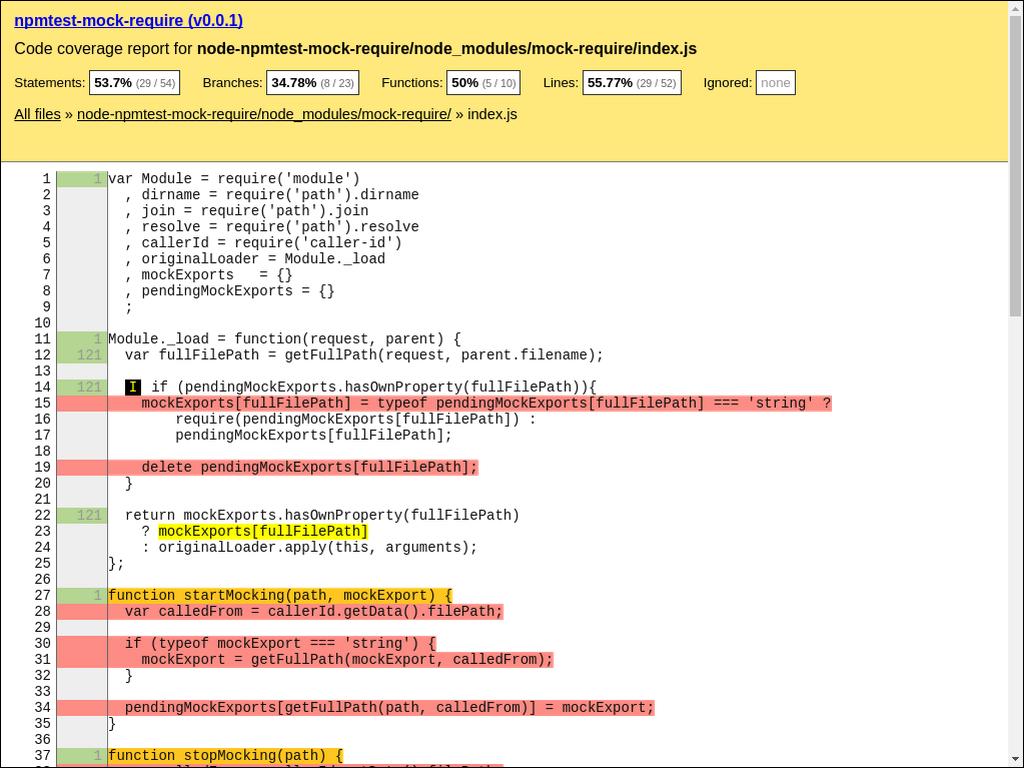 npmtest-mock-require (v0.0.1)
Code coverage report for node-npmtest-mock-require/node_modules/mock-require/index.js
Statements: 53.7% (29 / 54) Branches: 34.78% (8 / 23) Functions: 50% (5 / 10) Lines: 55.77% (29 / 52) Ignored: none
All files » node-npmtest-mock-require/node_modules/mock-require/ » index.js
1 1 var Module = require('module')
2 , dirname = require('path').dirname
3 , join = require('path').join
4 , resolve = require('path').resolve
5 , callerId = require('caller-id')
6 , originalLoader = Module._load
7 , mockExports   = {}
8 , pendingMockExports = {}
9 ;
10
11 1 Module._load = function(request, parent) {
12 121 var fullFilePath = getFullPath(request, parent.filename);
13
14 121 I if (pendingMockExports.hasOwnProperty(fullFilePath)){
15 mockExports[fullFilePath] = typeof pendingMockExports[fullFilePath] === 'string' ?
16 require(pendingMockExports[fullFilePath]) :
17 pendingMockExports[fullFilePath];
18
19 delete pendingMockExports[fullFilePath];
20 }
21
22 121 return mockExports.hasOwnProperty(fullFilePath)
23 ? mockExports[fullFilePath]
24 : originalLoader.apply(this, arguments);
25 };
26
27 1 function startMocking(path, mockExport) {
28 var calledFrom = callerId.getData().filePath;
29
30 if (typeof mockExport === 'string') {
31 mockExport = getFullPath(mockExport, calledFrom);
32 }
33
34 pendingMockExports[getFullPath(path, calledFrom)] = mockExport;
35 }
36
37 1 function stopMocking(path) {